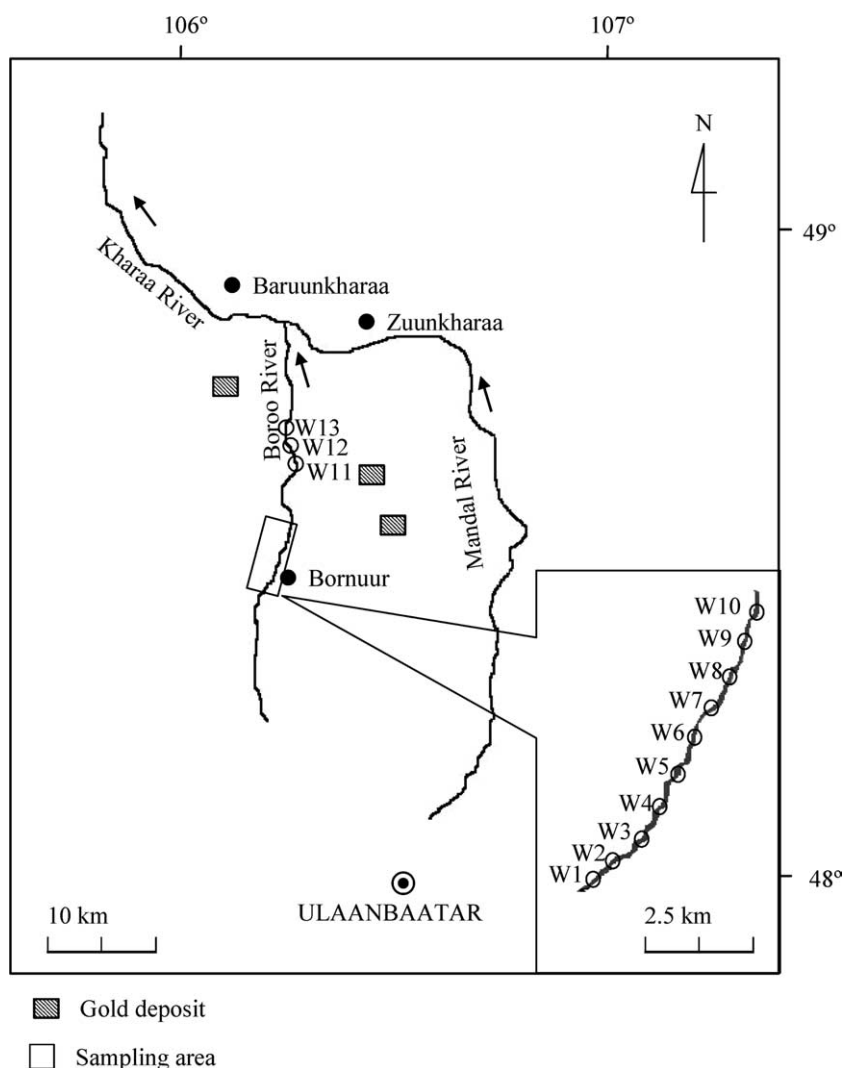 106º
107º
N
49º
Kharaa River
Baruunkharaa
Zuunkharaa
Boroo River
W13
W12
W11
Mandal River
Bornuur
W10
W9
W8
W7
W6
W5
W4
W3
W2
W1
48º
ULAANBAATAR
10 km
2.5 km
Gold deposit
Sampling area